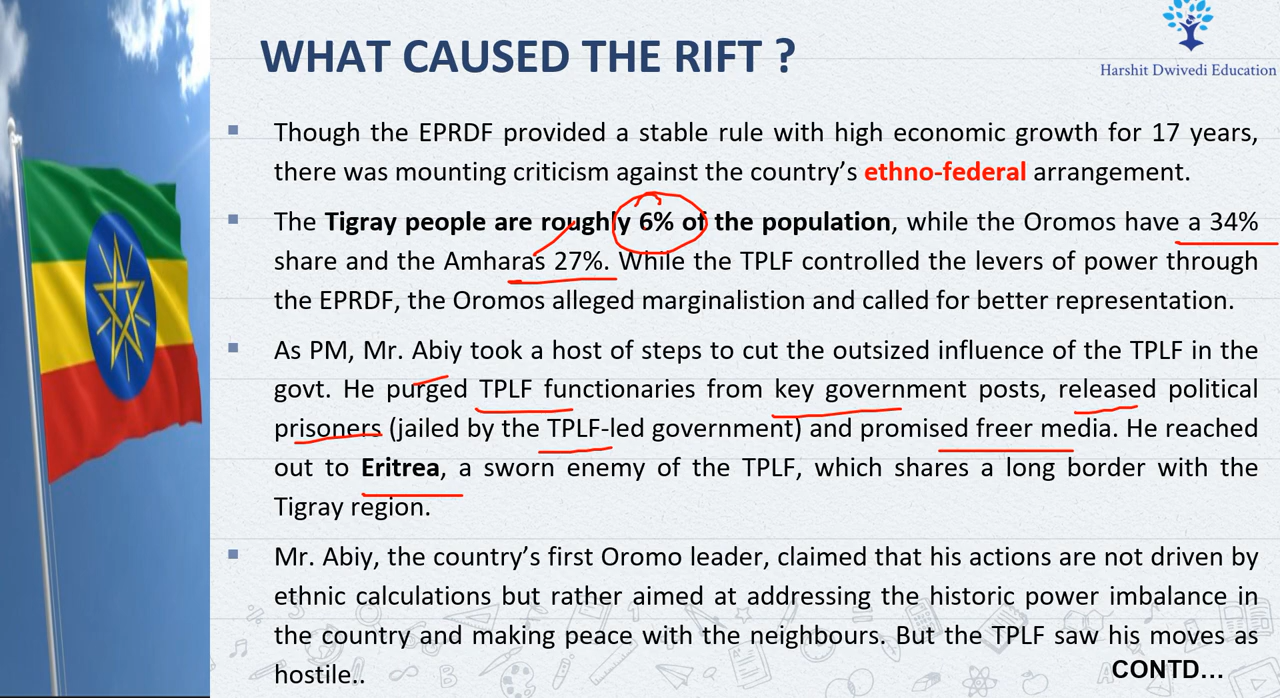 WHAT CAUSED THE RIFT ?
Harshit Dwivedi Education
▪ Though the EPRDF provided a stable rule with high economic growth for 17 years,
there was mounting criticism against the country’s ethno-federal arrangement.
▪ The Tigray people are roughly 6% of the population, while the Oromos have a 34%
share and the Amharas 27%. While the TPLF controlled the levers of power through
the EPRDF, the Oromos alleged marginalistion and called for better representation.
▪ As PM, Mr. Abiy took a host of steps to cut the outsized influence of the TPLF in the
govt. He purged TPLF functionaries from key government posts, released political
prisoners (jailed by the TPLF-led government) and promised freer media. He reached
out to Eritrea, a sworn enemy of the TPLF, which shares a long border with the
Tigray region.
▪ Mr. Abiy, the country’s first Oromo leader, claimed that his actions are not driven by
ethnic calculations but rather aimed at addressing the historic power imbalance in
the country and making peace with the neighbours. But the TPLF saw his moves as
hostile..
CONTD...